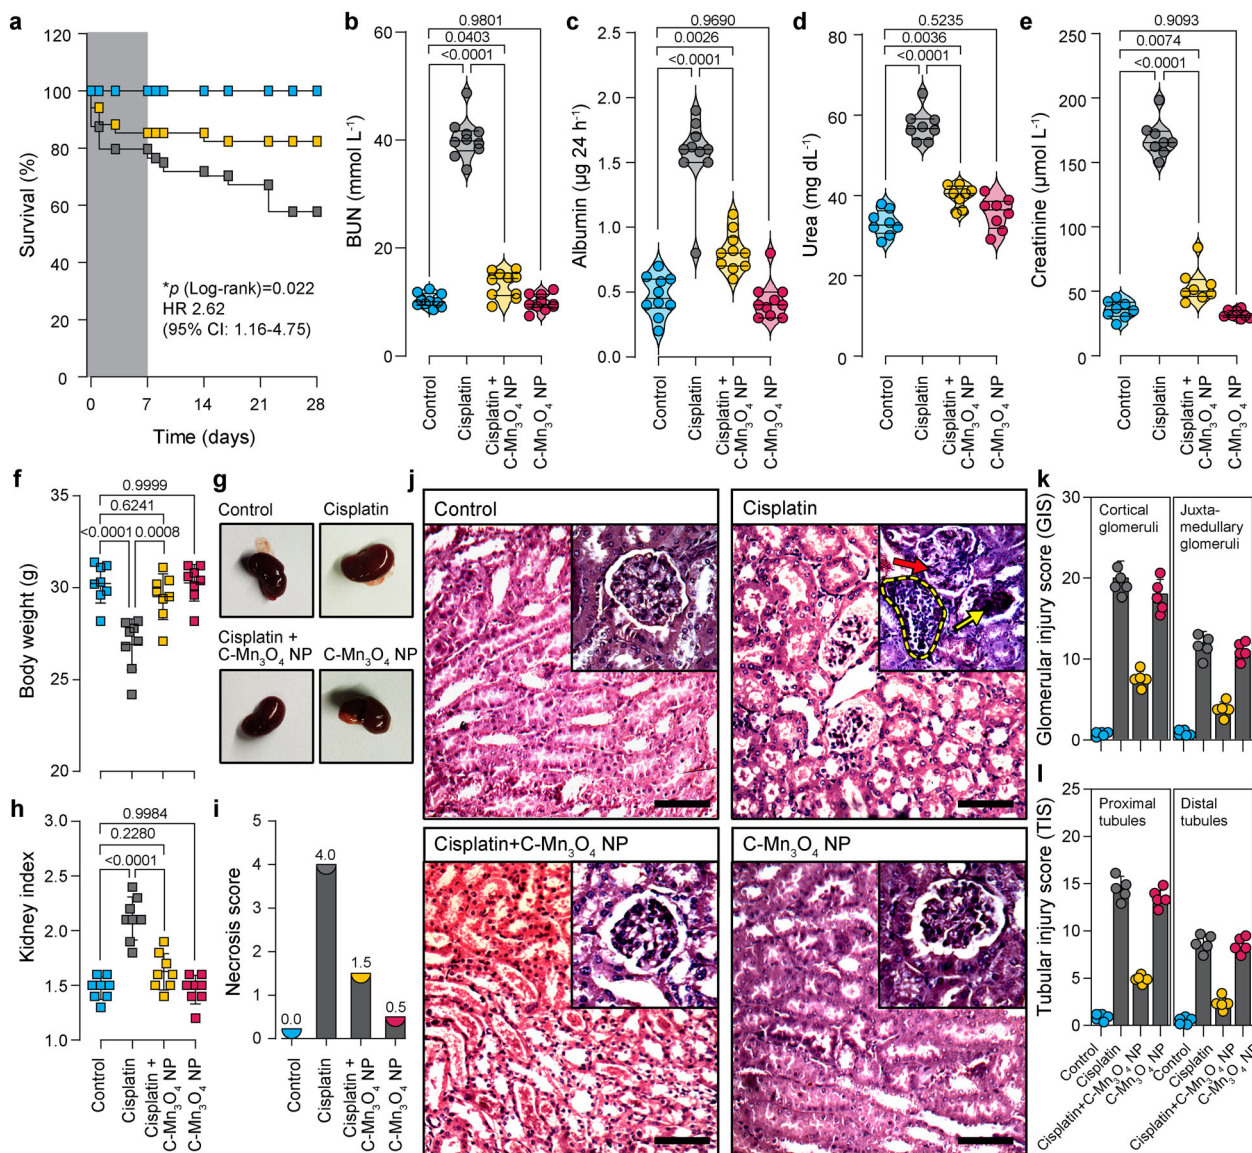 a
120
100
80
60
40
20
0
Survival (%)
*p (Log-rank)=0.022
HR 2.62
(95% CI: 1.16-4.75)
0 7 14 21 28
Time (days)
b
0.9801
0.0403
<0.0001
60
40
20
0
BUN (mmol L⁻¹)
Control
Cisplatin
Cisplatin +
C-Mn₃O₄ NP
C-Mn₃O₄ NP
c
0.9690
0.0026
<0.0001
2.5
2.0
1.5
1.0
0.5
0.0
Albumin (µg 24 h⁻¹)
Control
Cisplatin
Cisplatin +
C-Mn₃O₄ NP
C-Mn₃O₄ NP
d
0.5235
0.0036
<0.0001
80
60
40
20
0
Urea (mg dL⁻¹)
Control
Cisplatin
Cisplatin +
C-Mn₃O₄ NP
C-Mn₃O₄ NP
e
0.9093
0.0074
<0.0001
250
200
150
100
50
0
Creatinine (µmol L⁻¹)
Control
Cisplatin
Cisplatin +
C-Mn₃O₄ NP
C-Mn₃O₄ NP
f
0.9999
0.6241
<0.0001 0.0008
35
30
25
20
Body weight (g)
g
Control
Cisplatin
Cisplatin +
C-Mn₃O₄ NP
C-Mn₃O₄ NP
h
0.9984
0.2280
<0.0001
3.0
2.5
2.0
1.5
1.0
Kidney index
Control
Cisplatin
Cisplatin +
C-Mn₃O₄ NP
C-Mn₃O₄ NP
i
5
4
3
2
1
0
Necrosis score
0.0
4.0
1.5
0.5
Control
Cisplatin
Cisplatin +
C-Mn₃O₄ NP
C-Mn₃O₄ NP
j
Control
Cisplatin
Cisplatin+C-Mn₃O₄ NP
C-Mn₃O₄ NP
k
30
20
10
0
Glomerular injury score (GIS)
Cortical
glomeruli
Juxta-
medullary
glomeruli
l
25
20
15
10
5
0
Tubular injury score (TIS)
Proximal
tubules
Distal
tubules
Control
Cisplatin
Cisplatin+C-Mn₃O₄ NP
C-Mn₃O₄ NP
Control
Cisplatin
Cisplatin+C-Mn₃O₄ NP
C-Mn₃O₄ NP